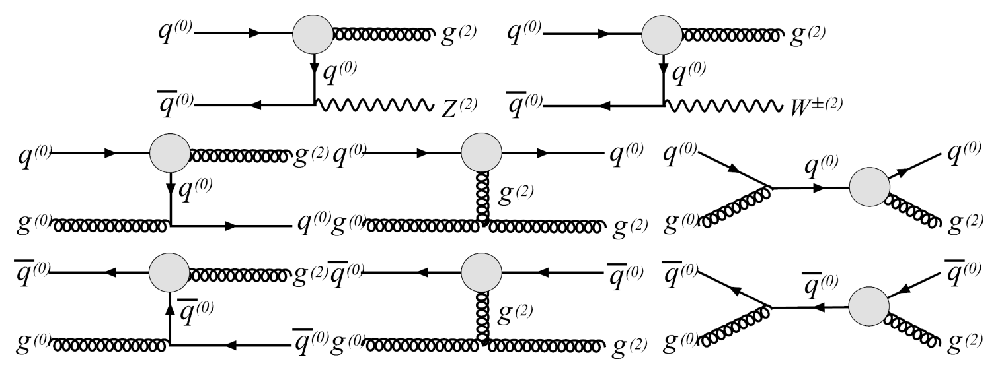 q⁽⁰⁾ g⁽²⁾ q⁽⁰⁾ g⁽²⁾
q⁽⁰⁾ q⁽⁰⁾
q̅⁽⁰⁾ Z⁽²⁾ q̅⁽⁰⁾ W±⁽²⁾
q⁽⁰⁾ g⁽²⁾ q⁽⁰⁾ q⁽⁰⁾ q⁽⁰⁾ q⁽⁰⁾ q⁽⁰⁾
q⁽⁰⁾ g⁽²⁾
g⁽⁰⁾ q⁽⁰⁾ g⁽⁰⁾ g⁽²⁾ g⁽⁰⁾ g⁽²⁾
q̅⁽⁰⁾ g⁽²⁾ q̅⁽⁰⁾ q̅⁽⁰⁾ q̅⁽⁰⁾ q̅⁽⁰⁾ q̅⁽⁰⁾
q̅⁽⁰⁾ g⁽²⁾
g⁽⁰⁾ q̅⁽⁰⁾ g⁽⁰⁾ g⁽²⁾ g⁽⁰⁾ g⁽²⁾